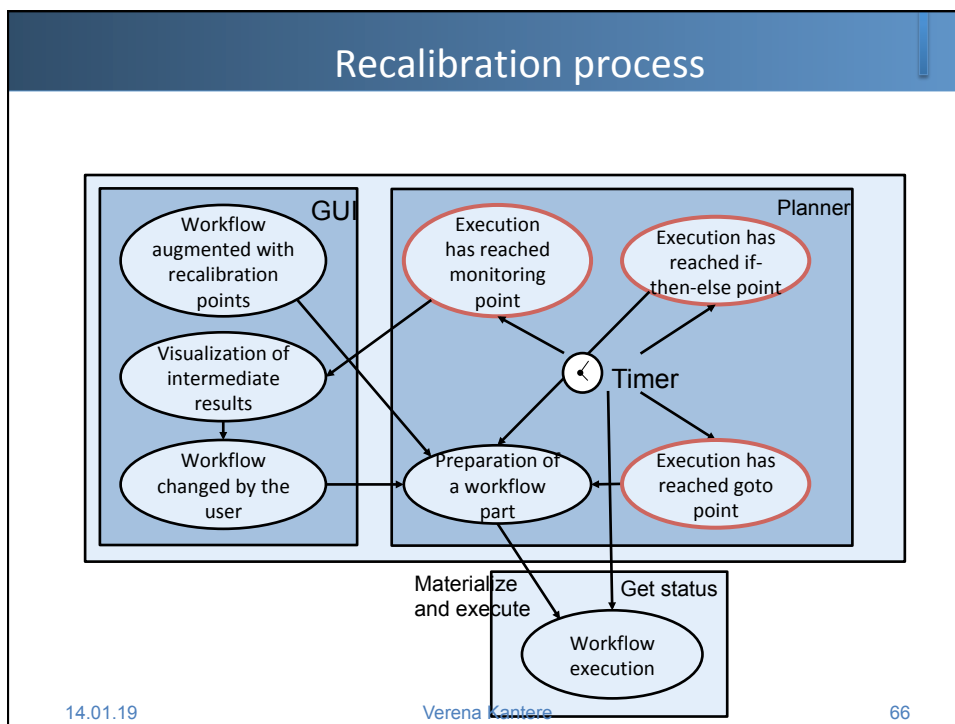 Recalibration process
GUI
Workflow
augmented with
recalibration
points
Visualization of
intermediate
results
Workflow
changed by the
user
Planner
Execution
has reached
monitoring
point
Execution has
reached if-
then-else point
Timer
Preparation of
a workflow
part
Execution has
reached goto
point
Materialize
and execute
Get status
Workflow
execution
14.01.19
Verena Kantere
66